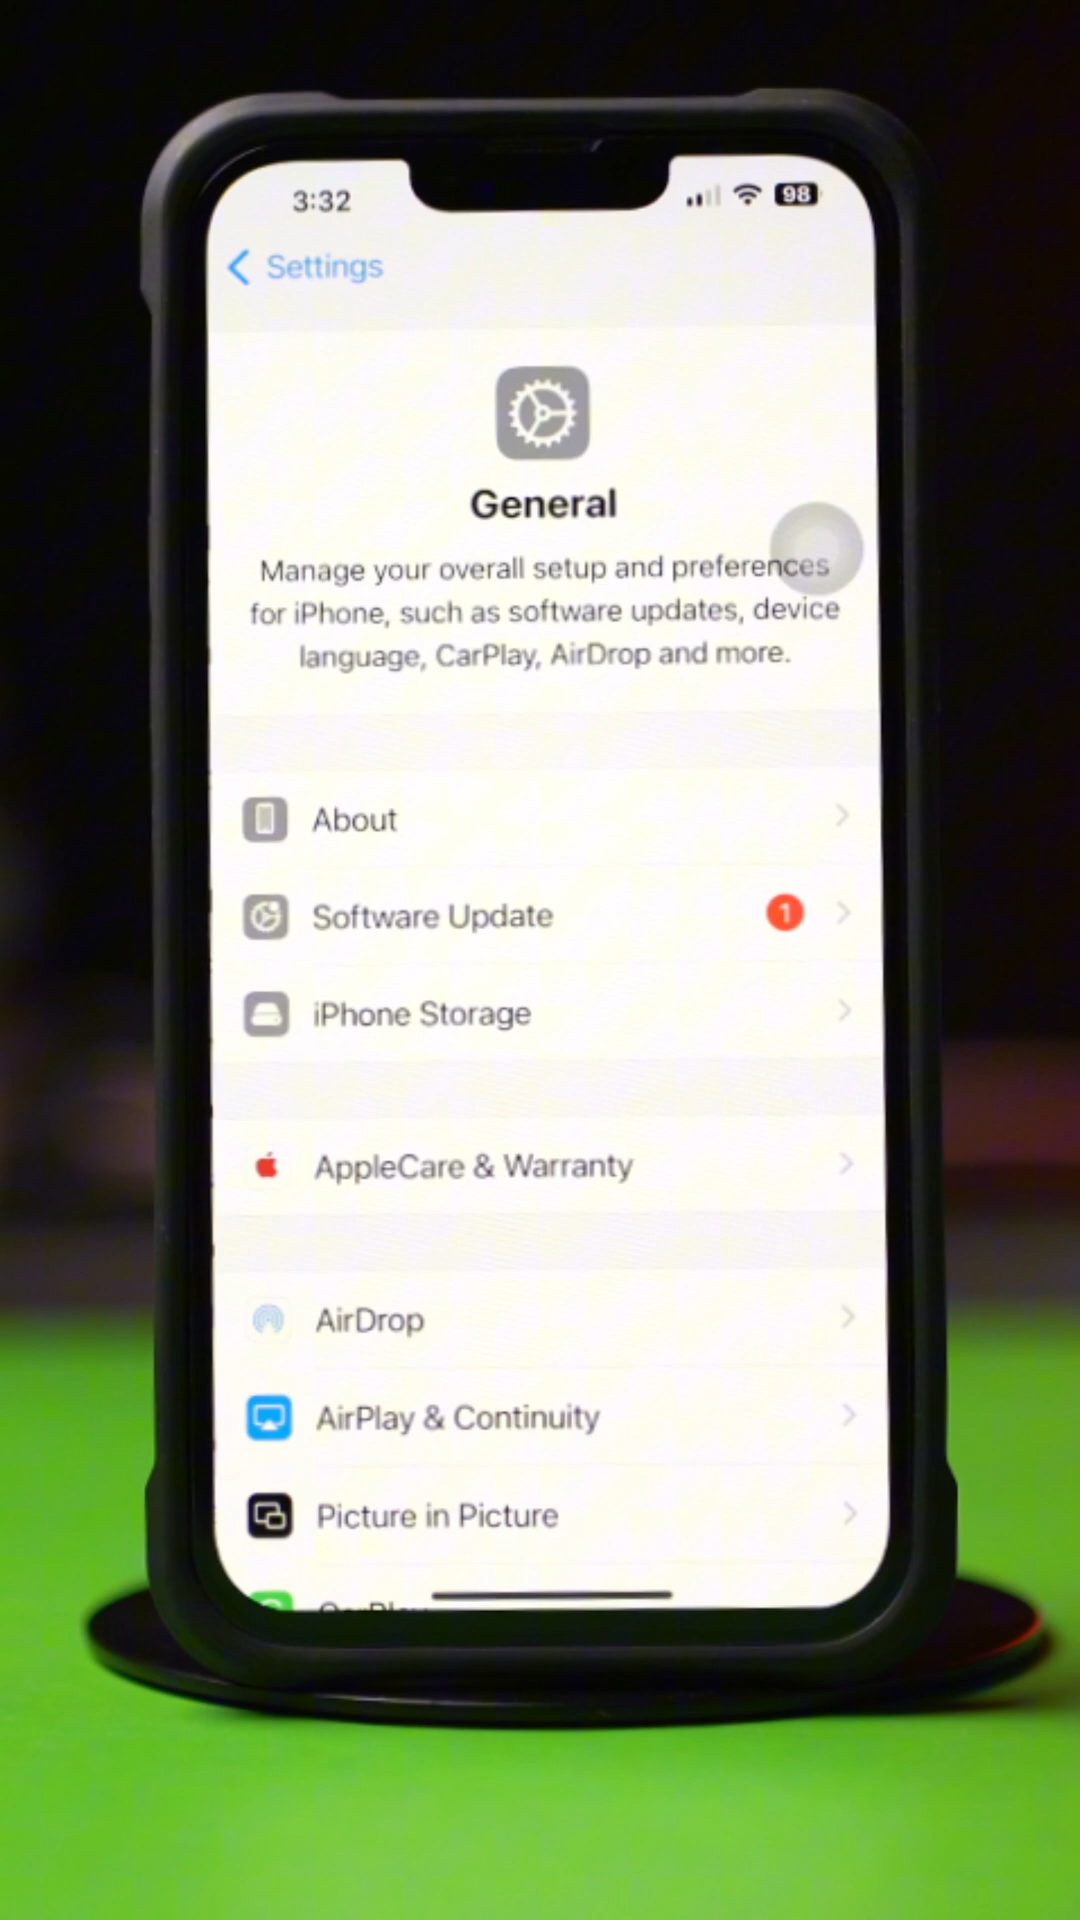 3:32
98
Settings
General
Manage your overall setup and preferences
for iPhone, such as software updates, device
language, CarPlay, AirDrop and more.
About
Software Update
1
iPhone Storage
AppleCare & Warranty
AirDrop
AirPlay & Continuity
Picture in Picture
CarPlay